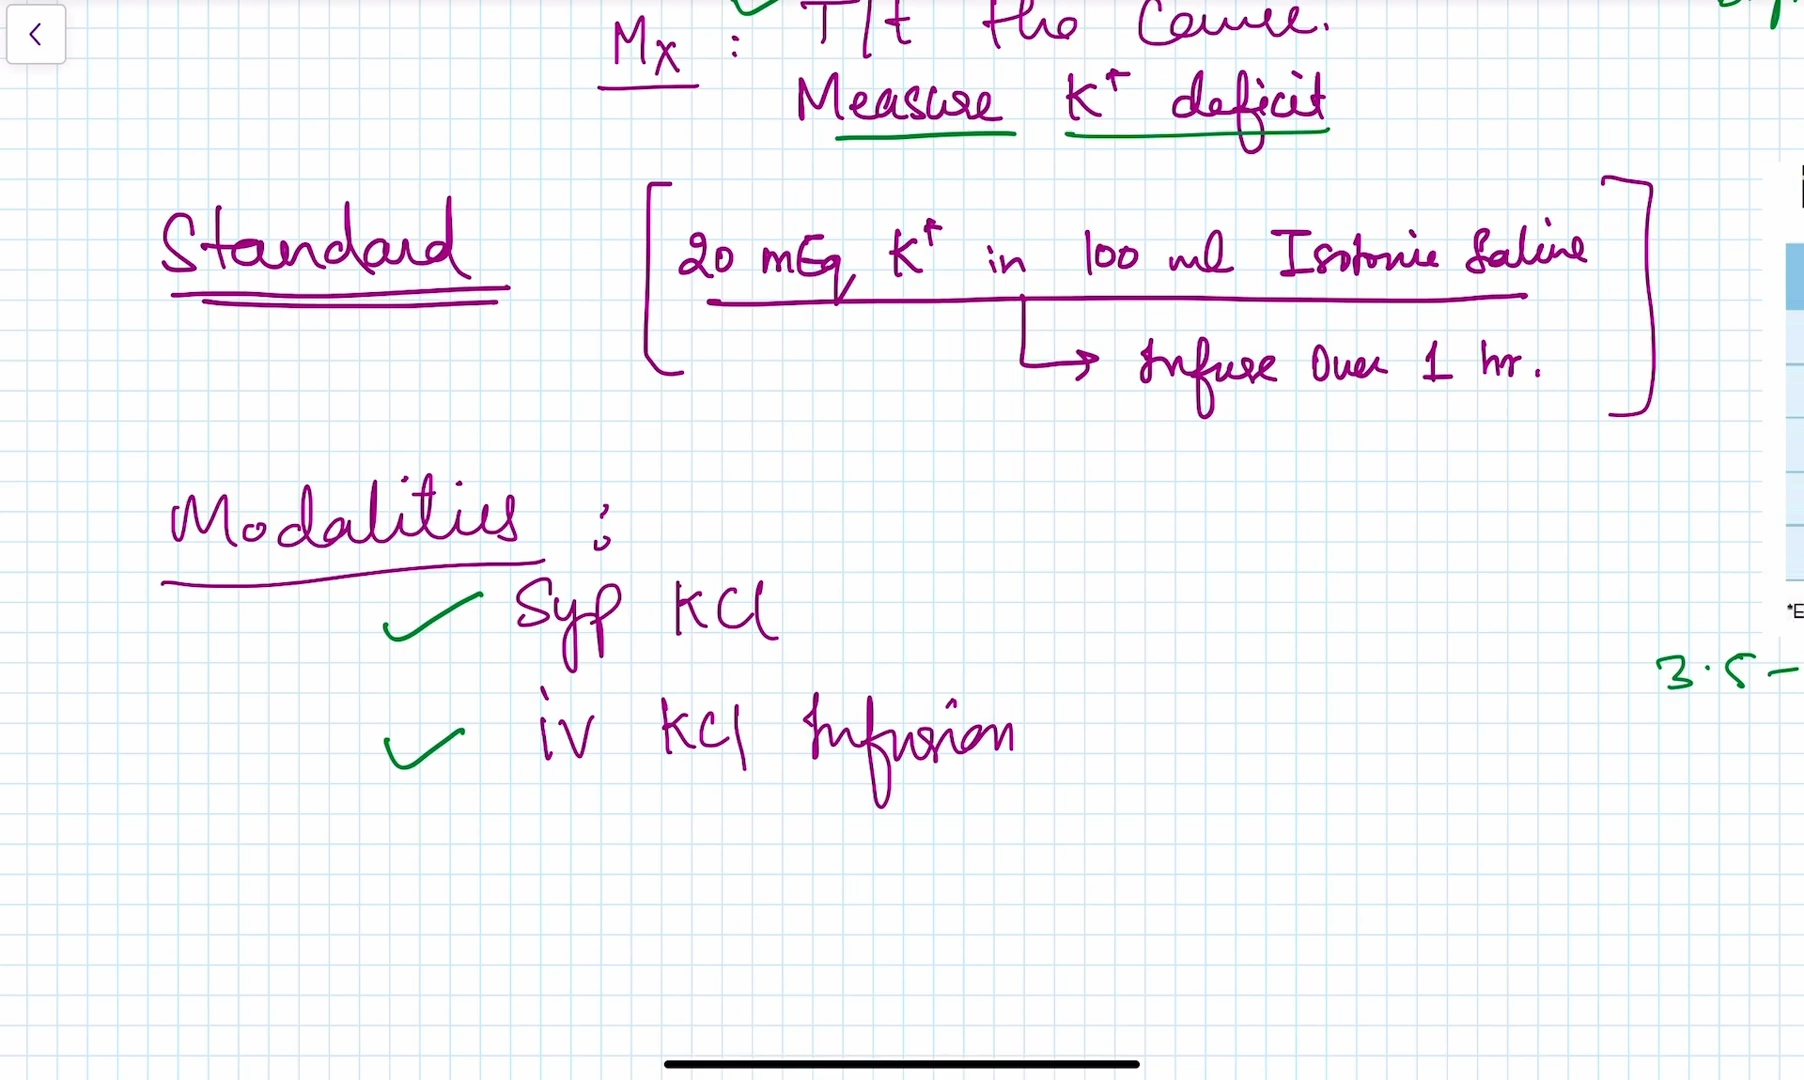 Mx : T/t the Cause.
Measure K⁺ deficit
Standard [20 mEq K⁺ in 100 ml Isotonic Saline]
→ Infuse Over 1 hr.
Modalities :
✓ Syp KCl
✓ iv KCl Infusion
*E
3.5 -